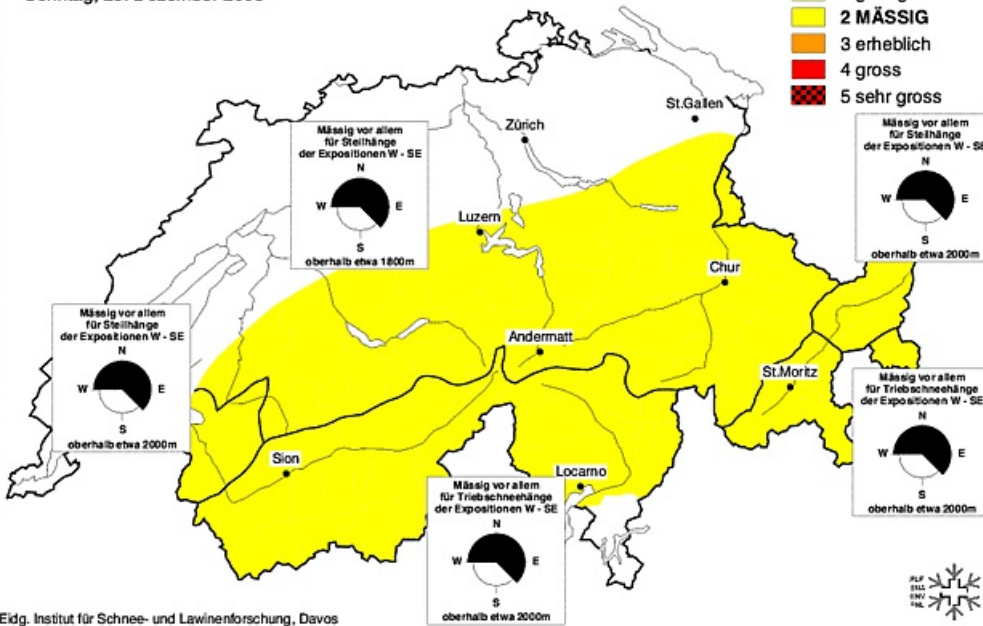 2 MÄSSIG
3 erheblich
4 gross
5 sehr gross
St.Gallen
Zürich
Mässig vor allem
für Steilhänge
der Expositionen W - SE
N
W
E
S
oberhalb etwa 1800m
Mässig vor allem
für Steilhänge
der Expositionen W - SE
N
W
E
S
oberhalb etwa 2000m
Luzern
Chur
Mässig vor allem
für Steilhänge
der Expositionen W - SE
N
W
E
S
oberhalb etwa 2000m
Andermatt
St.Moritz
Mässig vor allem
für Triebschneehänge
der Expositionen W - SE
N
W
E
S
oberhalb etwa 2000m
Sion
Locarno
Mässig vor allem
für Triebschneehänge
der Expositionen W - SE
N
W
E
S
oberhalb etwa 2000m
SLF
Eidg. Institut für Schnee- und Lawinenforschung, Davos